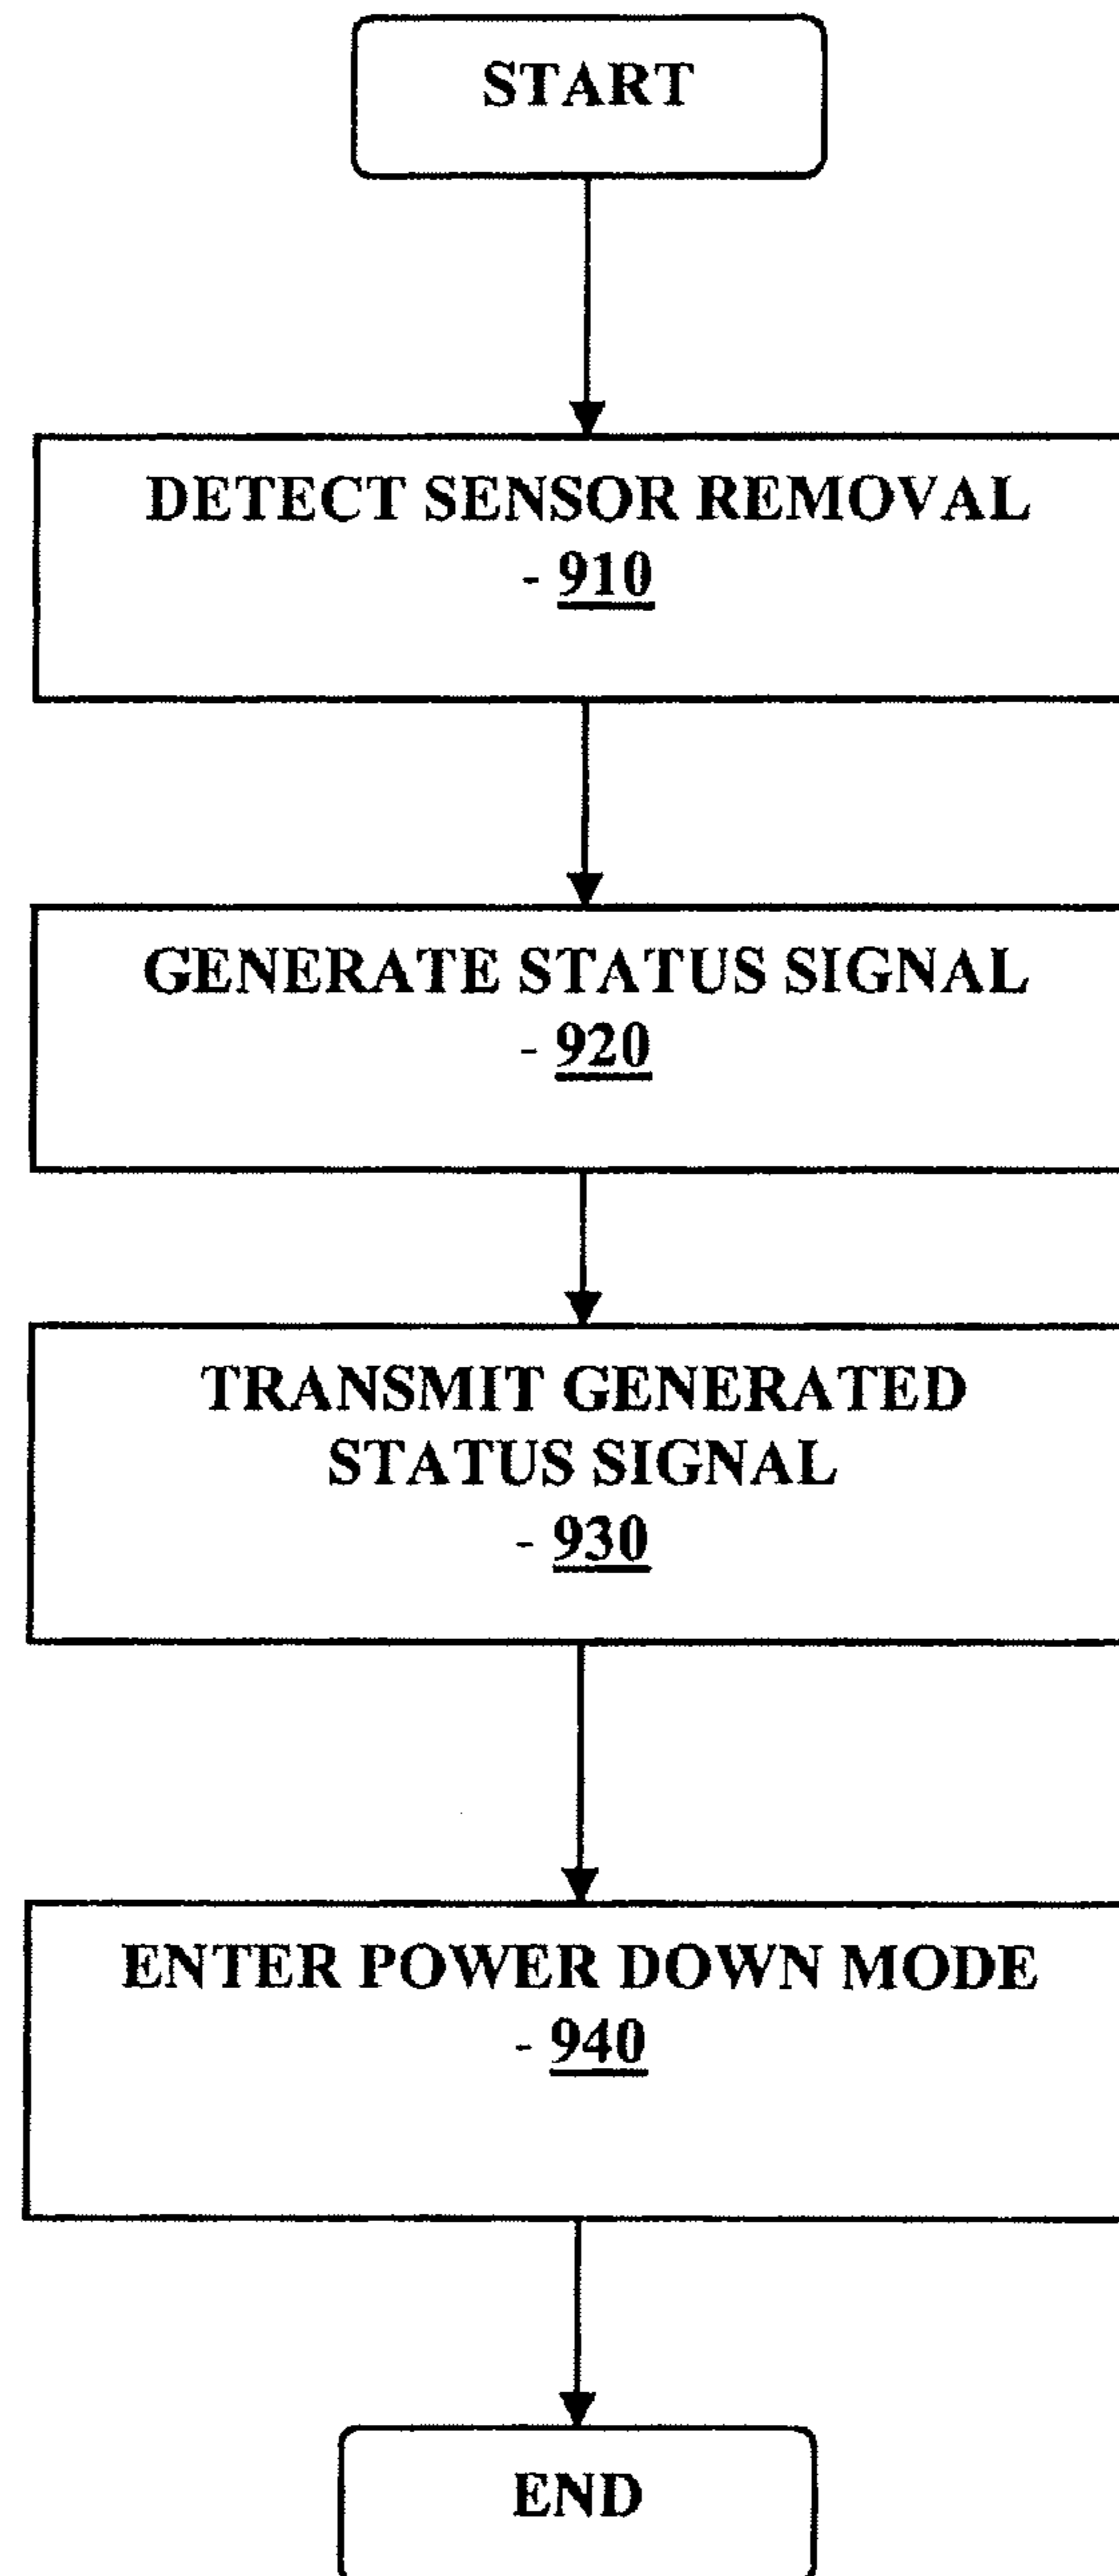 START
DETECT SENSOR REMOVAL
- 910
GENERATE STATUS SIGNAL
- 920
TRANSMIT GENERATED
STATUS SIGNAL
- 930
ENTER POWER DOWN MODE
- 940
END